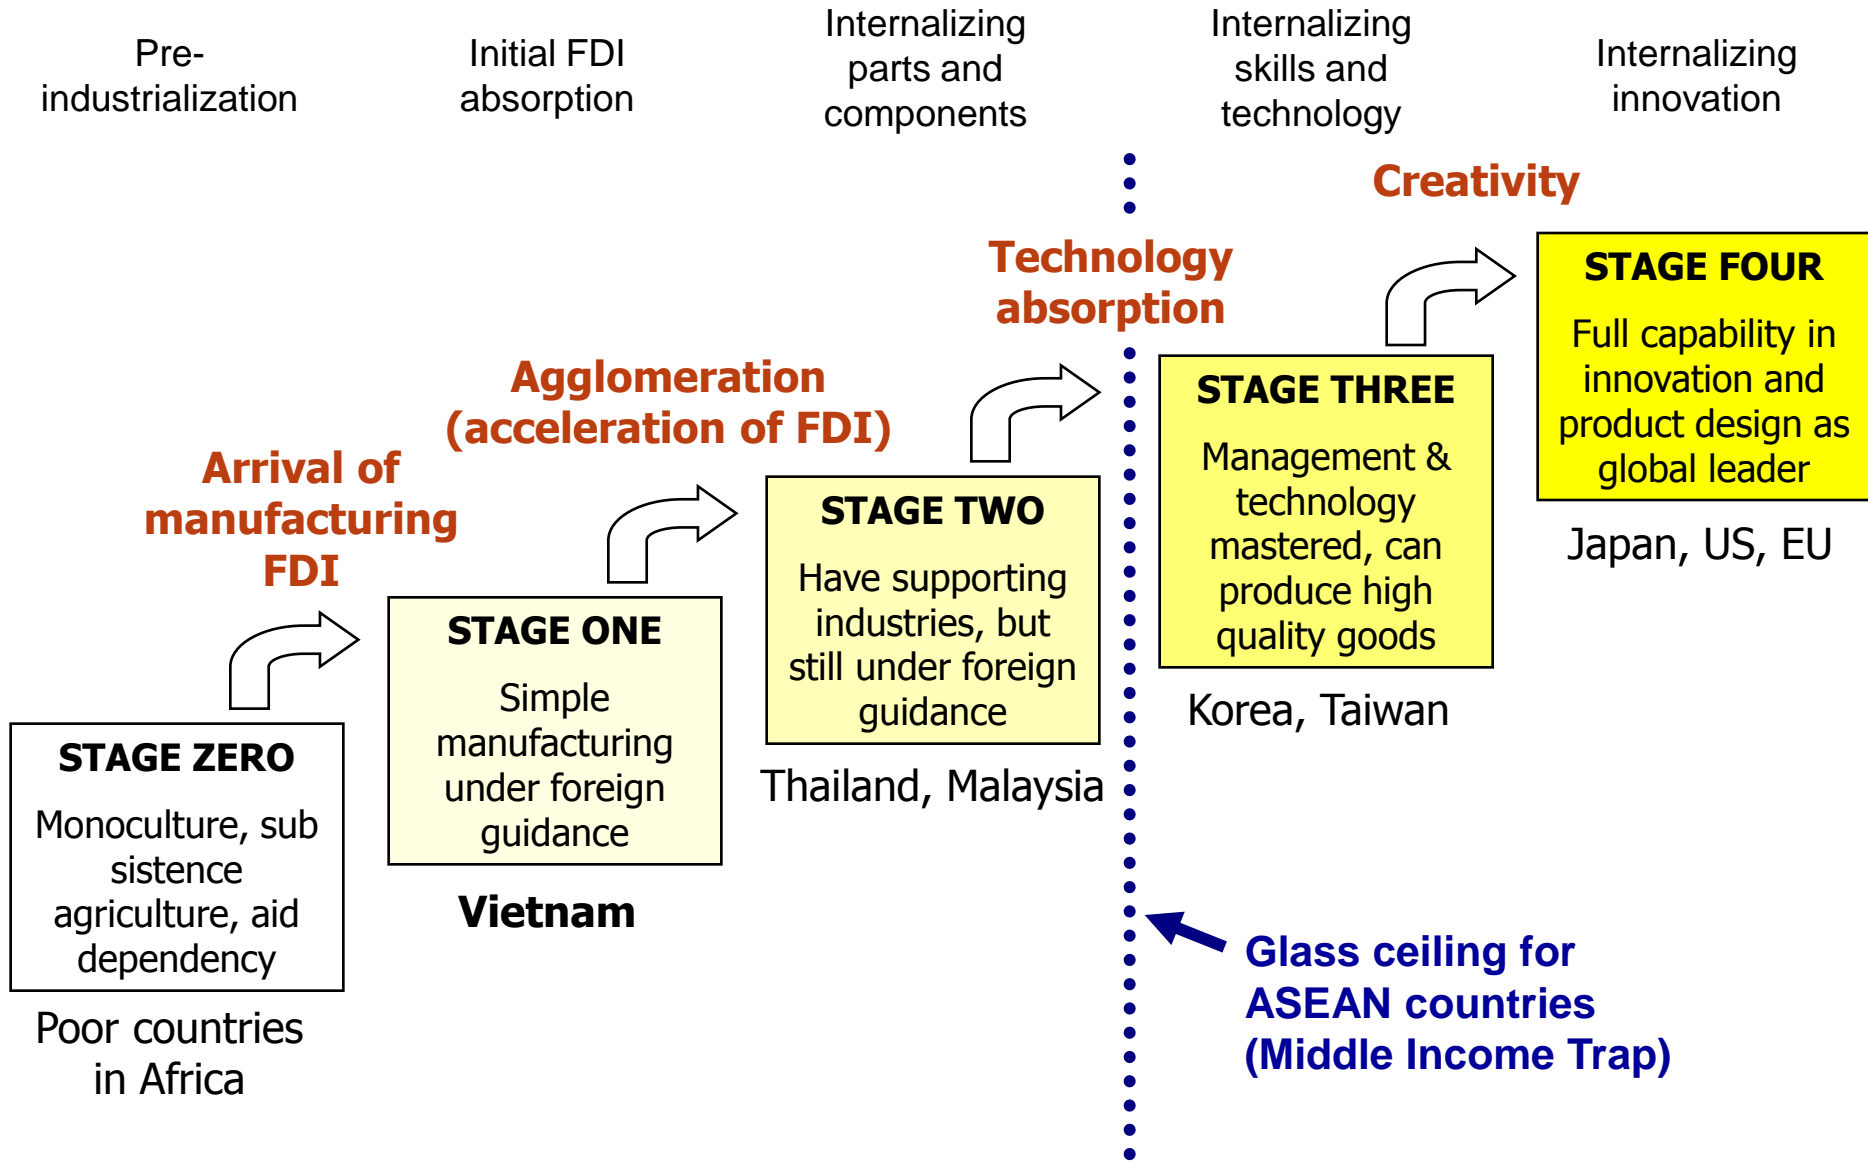 Pre-
industrialization
Initial FDI
absorption
Internalizing
parts and
components
Internalizing
skills and
technology
Internalizing
innovation
Creativity
Technology
absorption
Agglomeration
(acceleration of FDI)
Arrival of
manufacturing
FDI
STAGE ZERO
Monoculture, sub
sistence
agriculture, aid
dependency
Poor countries
in Africa
STAGE ONE
Simple
manufacturing
under foreign
guidance
Vietnam
STAGE TWO
Have supporting
industries, but
still under foreign
guidance
Thailand, Malaysia
STAGE THREE
Management &
technology
mastered, can
produce high
quality goods
Korea, Taiwan
STAGE FOUR
Full capability in
innovation and
product design as
global leader
Japan, US, EU
Glass ceiling for
ASEAN countries
(Middle Income Trap)